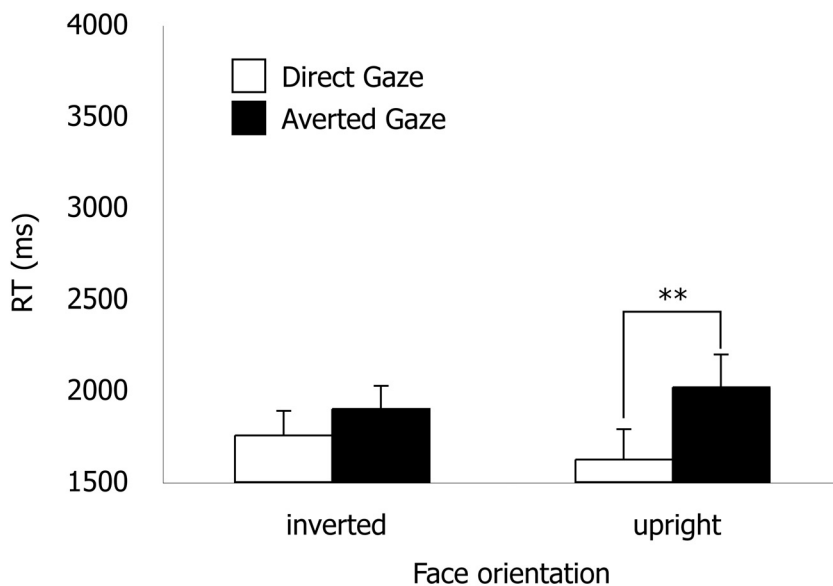 4000
3500
3000
2500
2000
1500
RT (ms)
Direct Gaze
Averted Gaze
**
inverted
upright
Face orientation